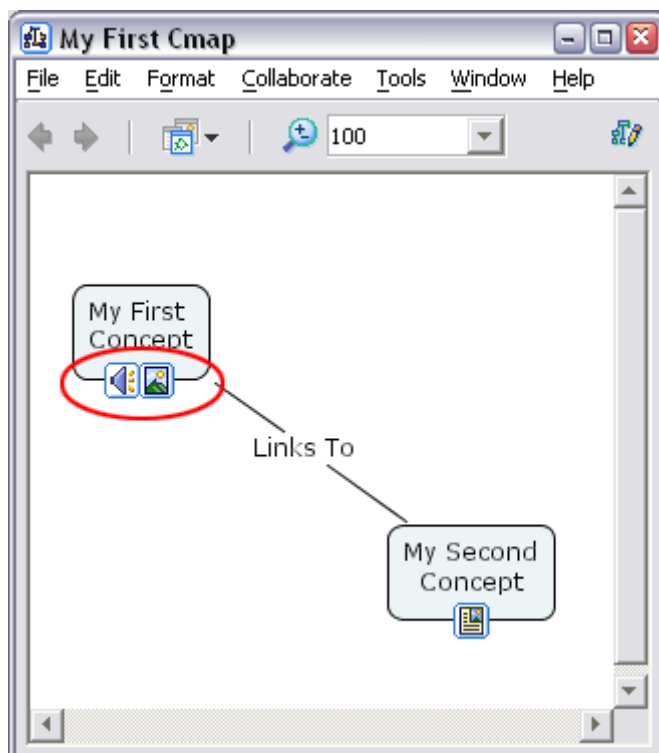 My First Cmap
File Edit Format Collaborate Tools Window Help
100
My First
Concept
Links To
My Second
Concept